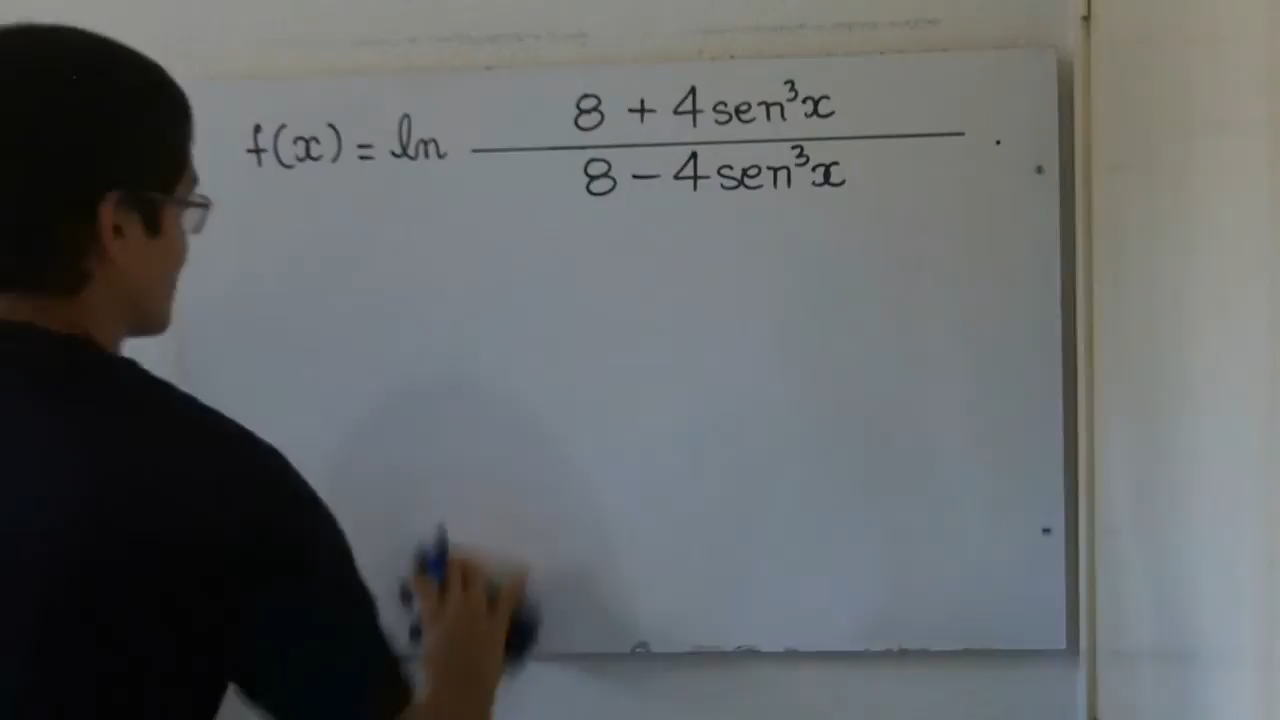 f(x) = ln (8 + 4 sen³x) / (8 − 4 sen³x) .